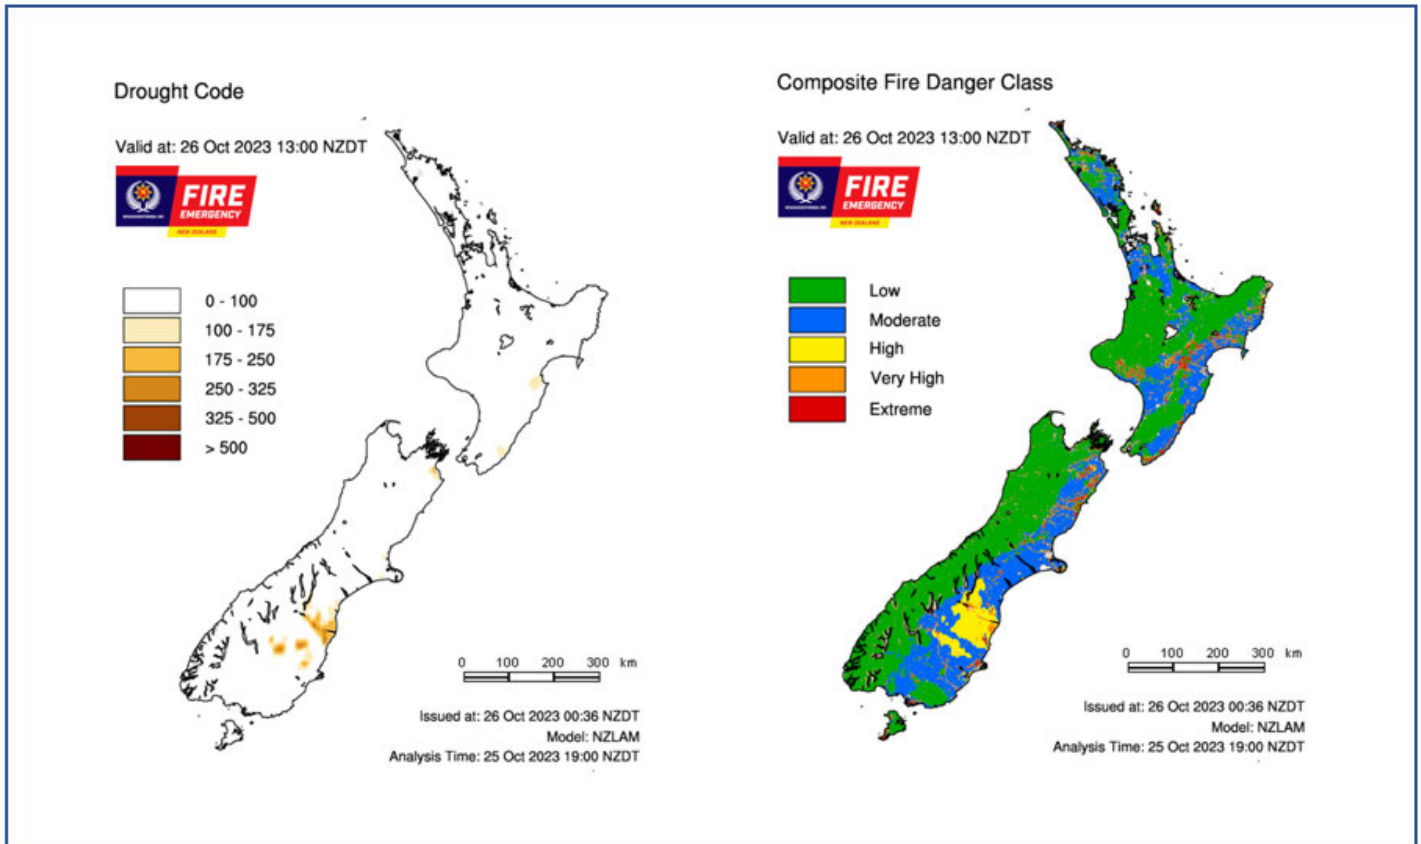 Drought Code
Valid at: 26 Oct 2023 13:00 NZDT
FIRE
EMERGENCY
NEW ZEALAND
0 - 100
100 - 175
175 - 250
250 - 325
325 - 500
> 500
0 100 200 300 km
Issued at: 26 Oct 2023 00:36 NZDT
Model: NZLAM
Analysis Time: 25 Oct 2023 19:00 NZDT
Composite Fire Danger Class
Valid at: 26 Oct 2023 13:00 NZDT
FIRE
EMERGENCY
NEW ZEALAND
Low
Moderate
High
Very High
Extreme
0 100 200 300 km
Issued at: 26 Oct 2023 00:36 NZDT
Model: NZLAM
Analysis Time: 25 Oct 2023 19:00 NZDT